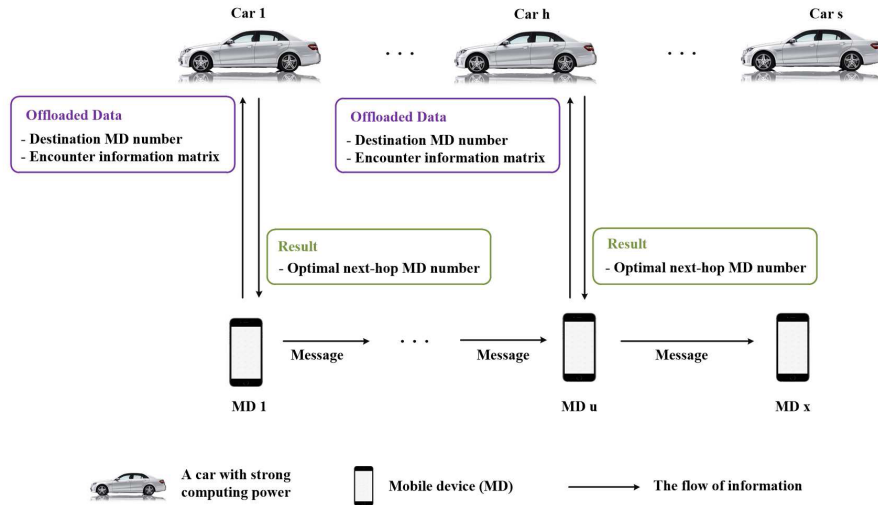 Car 1
Car h
Car s
. . .
. . .
Offloaded Data
- Destination MD number
- Encounter information matrix
Offloaded Data
- Destination MD number
- Encounter information matrix
Result
- Optimal next-hop MD number
Result
- Optimal next-hop MD number
Message
. . .
Message
Message
MD 1
MD u
MD x
A car with strong
computing power
Mobile device (MD)
The flow of information